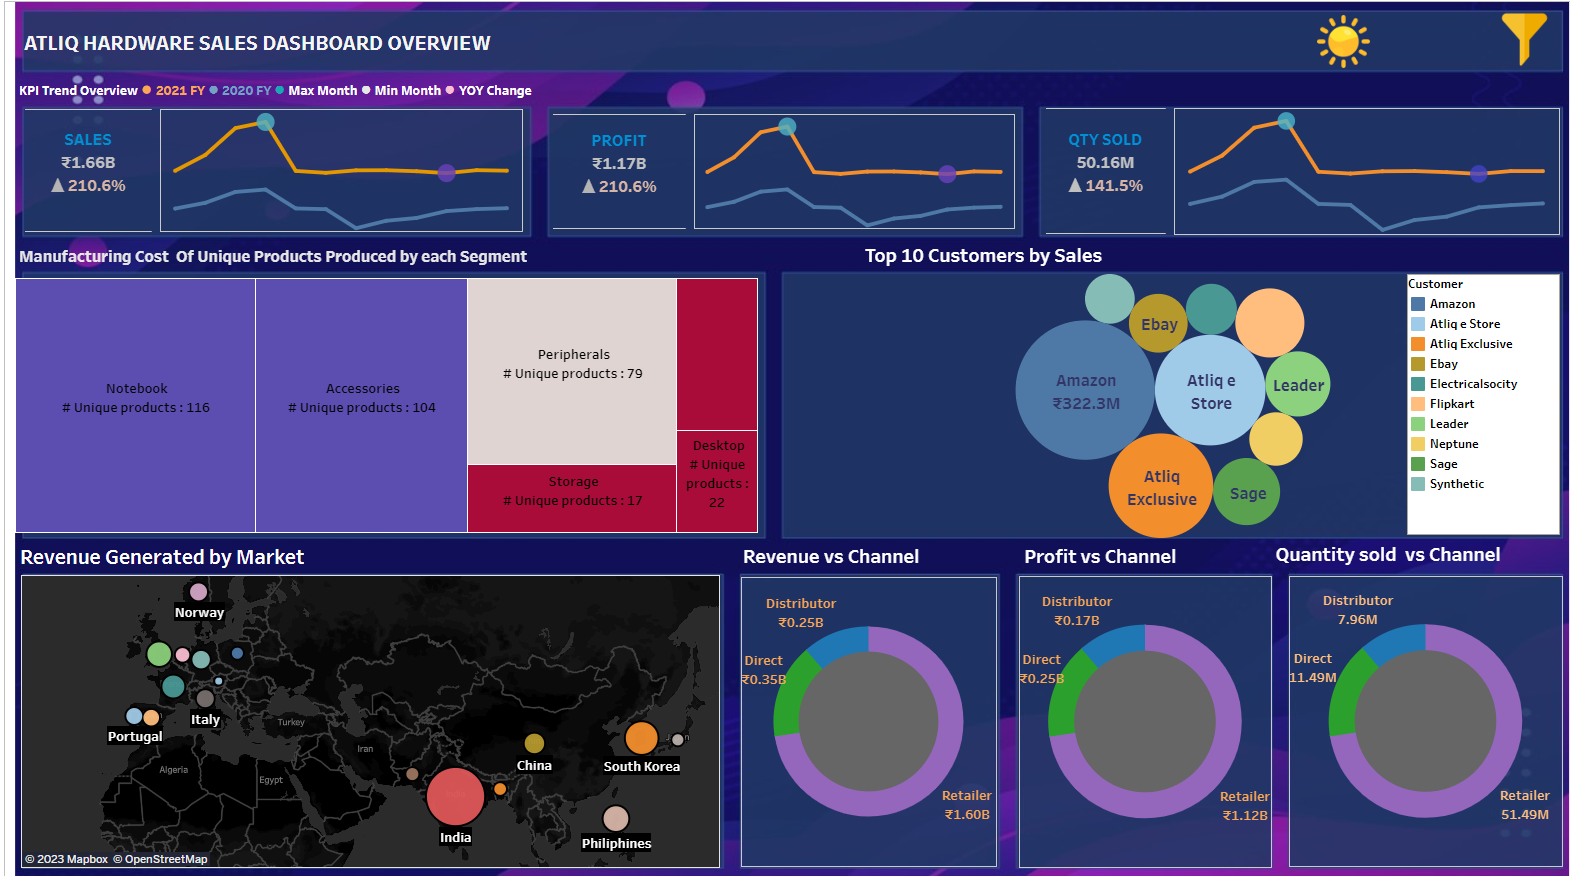 ATLIQ HARDWARE SALES DASHBOARD OVERVIEW
KPI Trend Overview 2021 FY 2020 FY Max Month Min Month YOY Change
SALES
₹1.66B
▲ 210.6%
PROFIT
₹1.17B
▲ 210.6%
QTY SOLD
50.16M
▲ 141.5%
Manufacturing Cost Of Unique Products Produced by each Segment
Notebook
# Unique products : 116
Accessories
# Unique products : 104
Peripherals
# Unique products : 79
Storage
# Unique products : 17
Desktop
# Unique
products :
22
Top 10 Customers by Sales
Ebay
Amazon
₹322.3M
Atliq e
Store
Leader
Atliq
Exclusive
Sage
Customer
Amazon
Atliq e Store
Atliq Exclusive
Ebay
Electricalsocity
Flipkart
Leader
Neptune
Sage
Synthetic
Revenue Generated by Market
Norway
Italy
Portugal
Turkey
Iran
Algeria
Egypt
China
South Korea
India
Philiphines
© 2023 Mapbox © OpenStreetMap
Revenue vs Channel
Distributor
₹0.25B
Direct
₹0.35B
Retailer
₹1.60B
Profit vs Channel
Distributor
₹0.17B
Direct
₹0.25B
Retailer
₹1.12B
Quantity sold vs Channel
Distributor
7.96M
Direct
11.49M
Retailer
51.49M